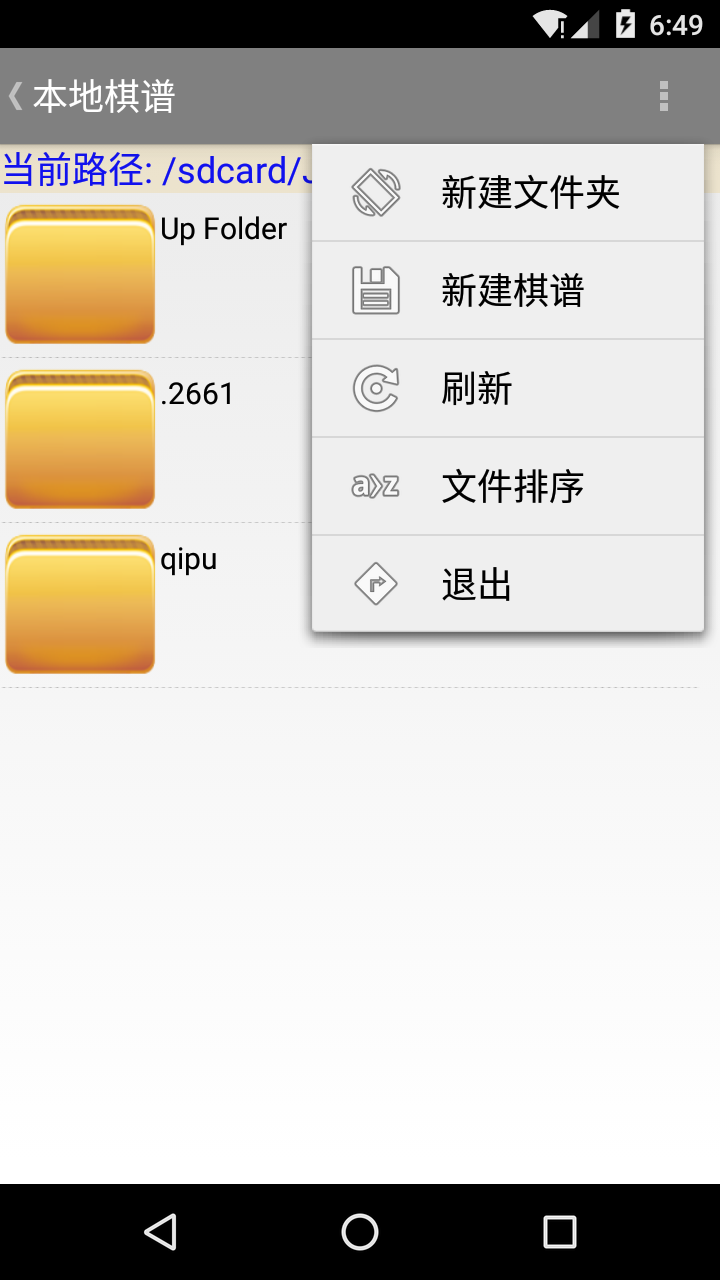 6:49
本地棋谱
当前路径: /sdcard/
新建文件夹
Up Folder
新建棋谱
刷新
.2661
文件排序
a›z
qipu
退出